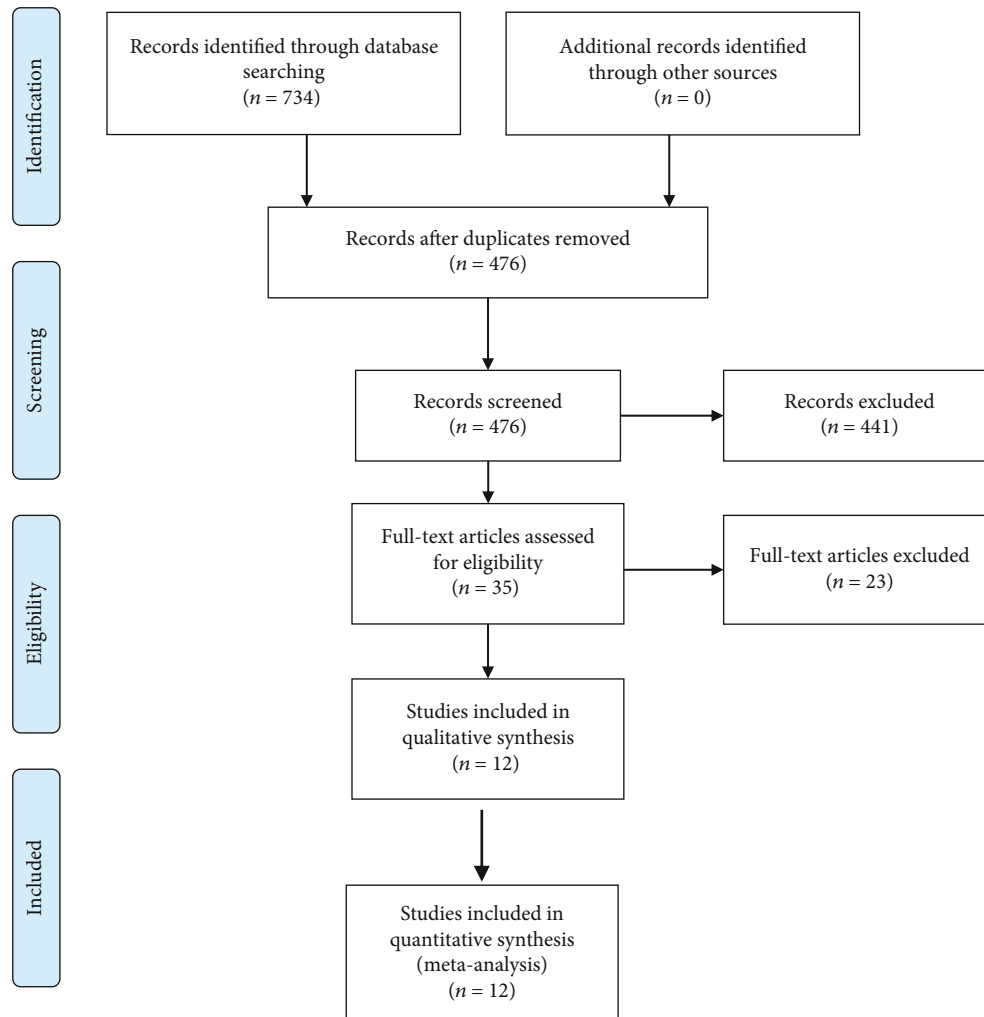 Identification
Records identified through database
searching
(n = 734)
Additional records identified
through other sources
(n = 0)
Records after duplicates removed
(n = 476)
Screening
Records screened
(n = 476)
Records excluded
(n = 441)
Eligibility
Full-text articles assessed
for eligibility
(n = 35)
Full-text articles excluded
(n = 23)
Studies included in
qualitative synthesis
(n = 12)
Included
Studies included in
quantitative synthesis
(meta-analysis)
(n = 12)